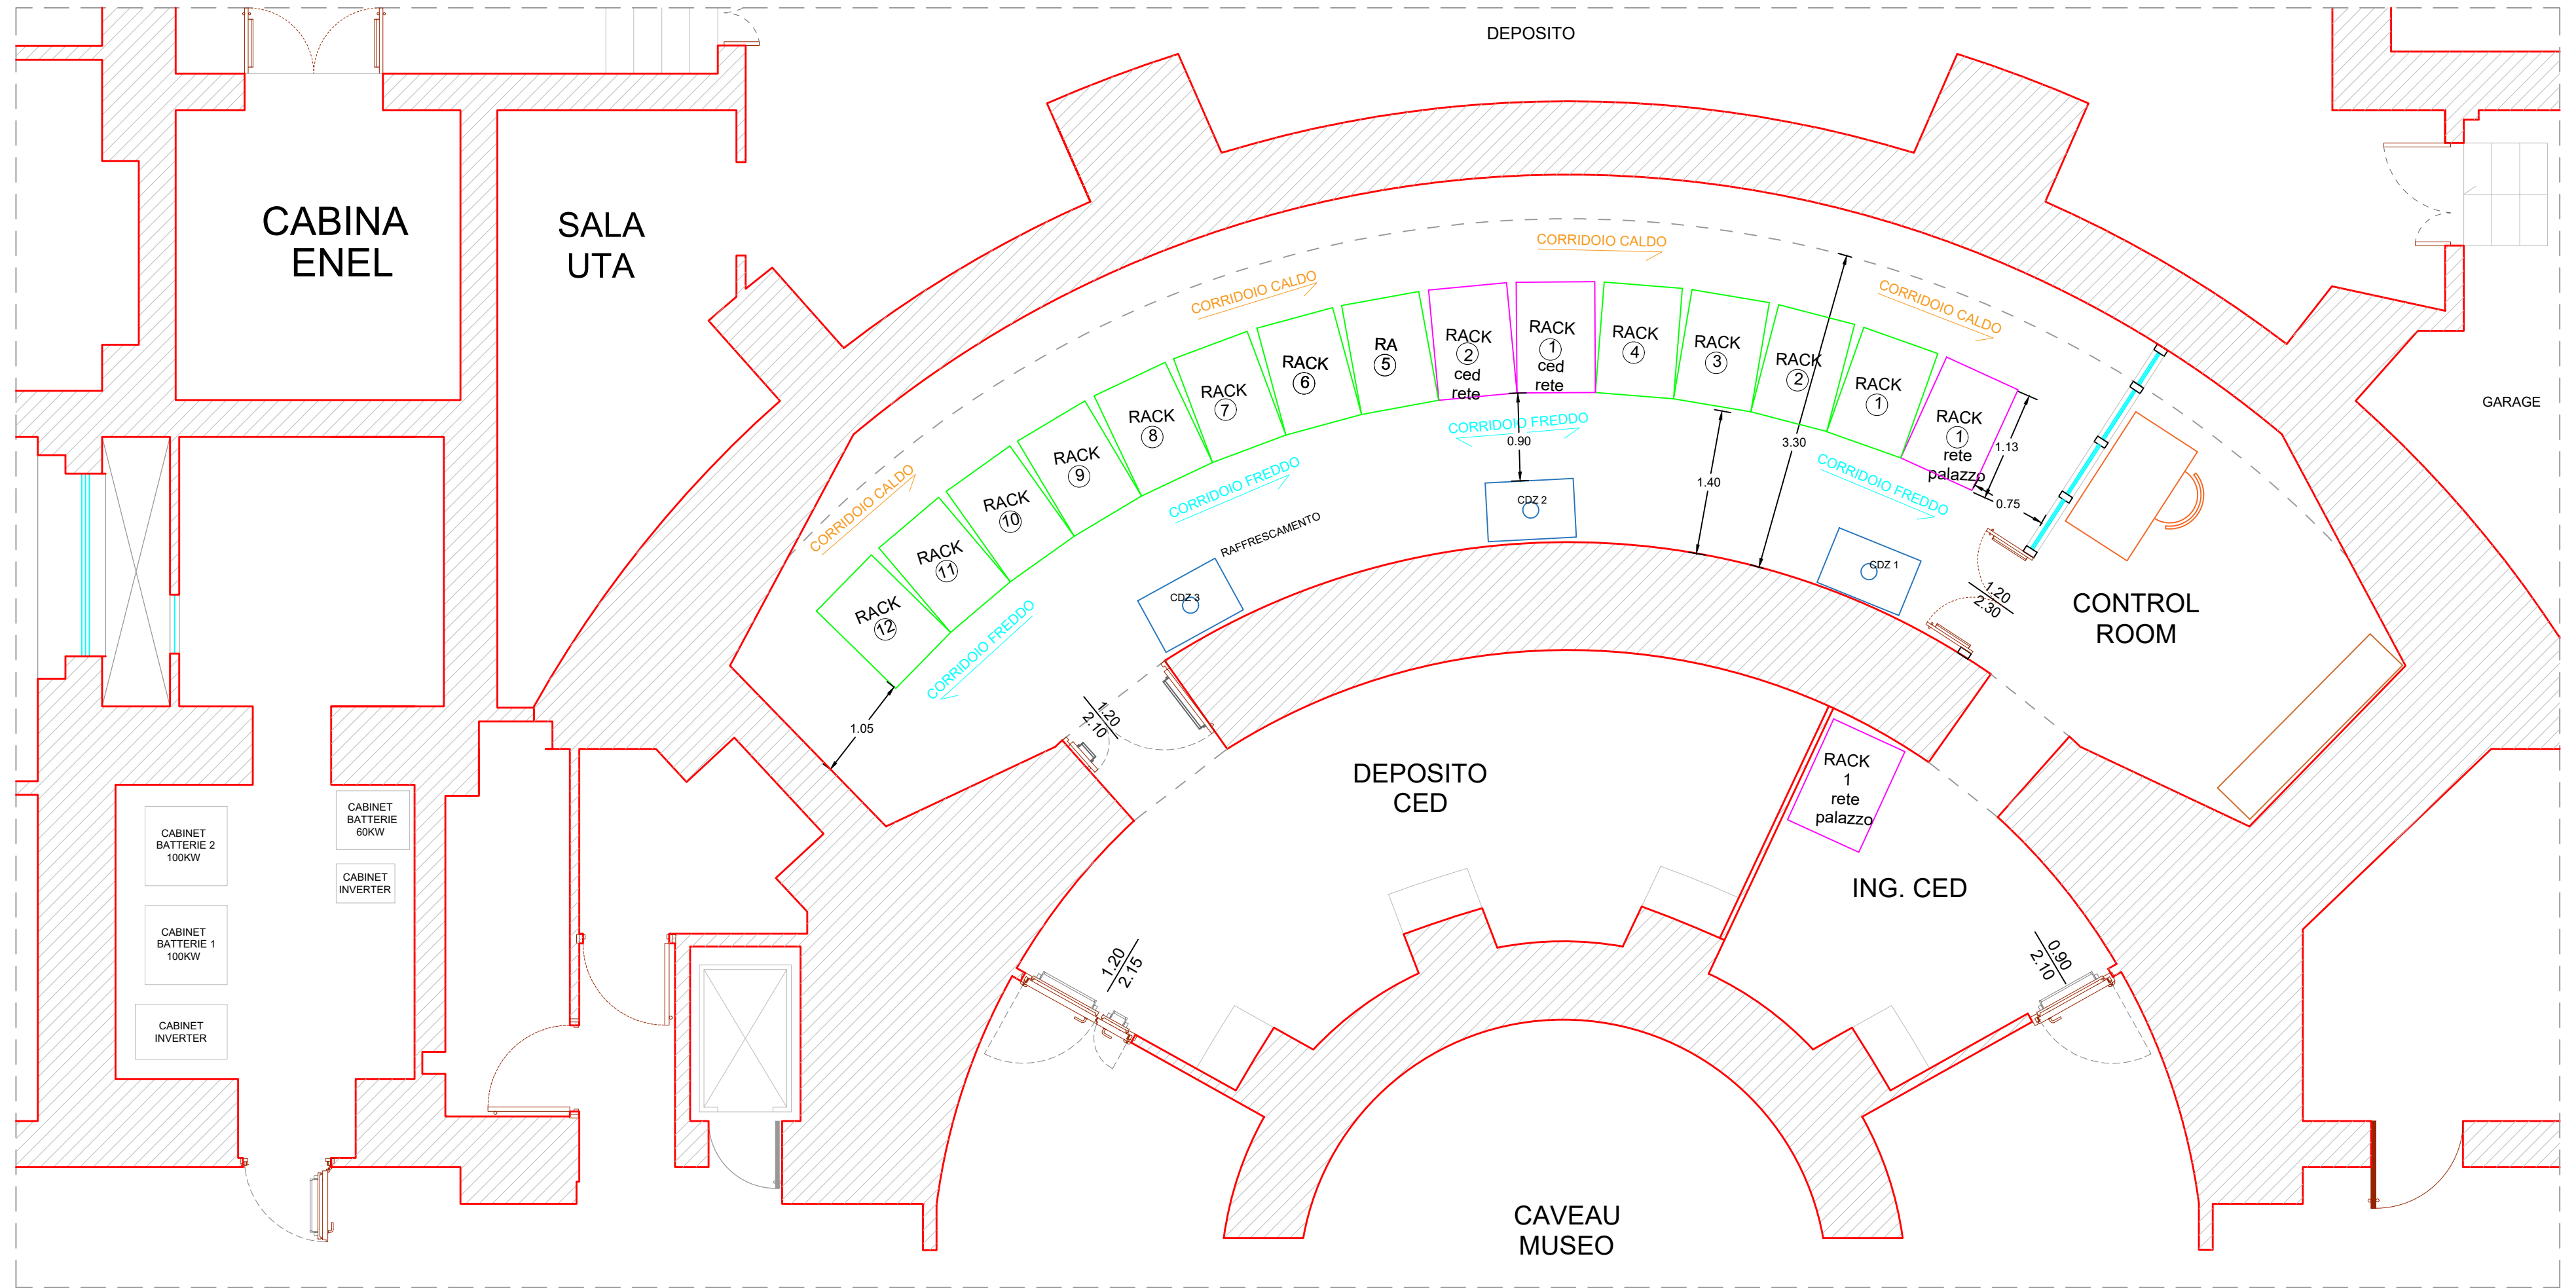 DEPOSITO
CABINA
ENEL
SALA
UTA
CORRIDOIO CALDO
CORRIDOIO CALDO
CORRIDOIO CALDO
CORRIDOIO CALDO
RACK
12
RACK
11
RACK
10
RACK
9
RACK
8
RACK
7
RACK
6
RA
5
RACK
2
ced
rete
RACK
1
ced
rete
RACK
4
RACK
3
RACK
2
RACK
1
RACK
1
rete
palazzo
GARAGE
CORRIDOIO FREDDO
CORRIDOIO FREDDO
CORRIDOIO FREDDO
CORRIDOIO FREDDO
0.90
1.40
3.30
1.13
0.75
1.05
RAFFRESCAMENTO
CDZ 3
CDZ 2
CDZ 1
1.20
2.30
CONTROL
ROOM
1.20
2.10
DEPOSITO
CED
RACK
1
rete
palazzo
ING. CED
CABINET
BATTERIE 2
100KW
CABINET
BATTERIE
60KW
CABINET
INVERTER
CABINET
BATTERIE 1
100KW
CABINET
INVERTER
1.20
2.15
0.90
2.10
CAVEAU
MUSEO